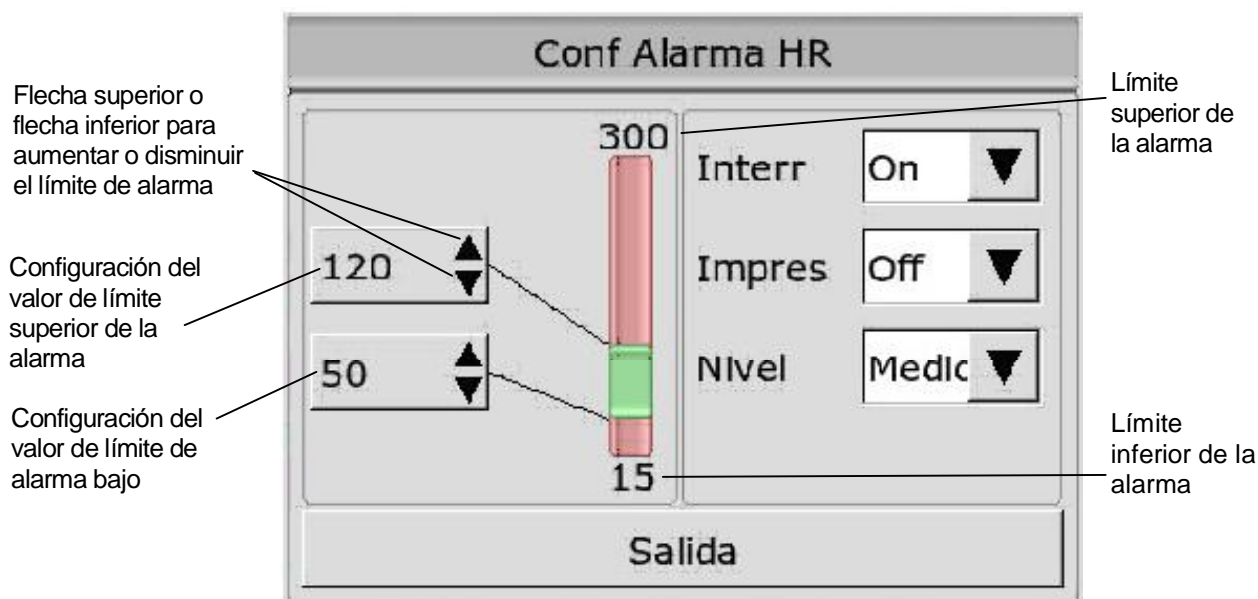 Conf Alarma HR
Flecha superior o
flecha inferior para
aumentar o disminuir
el límite de alarma
Configuración del
valor de límite
superior de la
alarma
Configuración del
valor de límite de
alarma bajo
120
50
300
15
Interr
On
Impres
Off
Nivel
Medic
Límite
superior de
la alarma
Límite
inferior de la
alarma
Salida